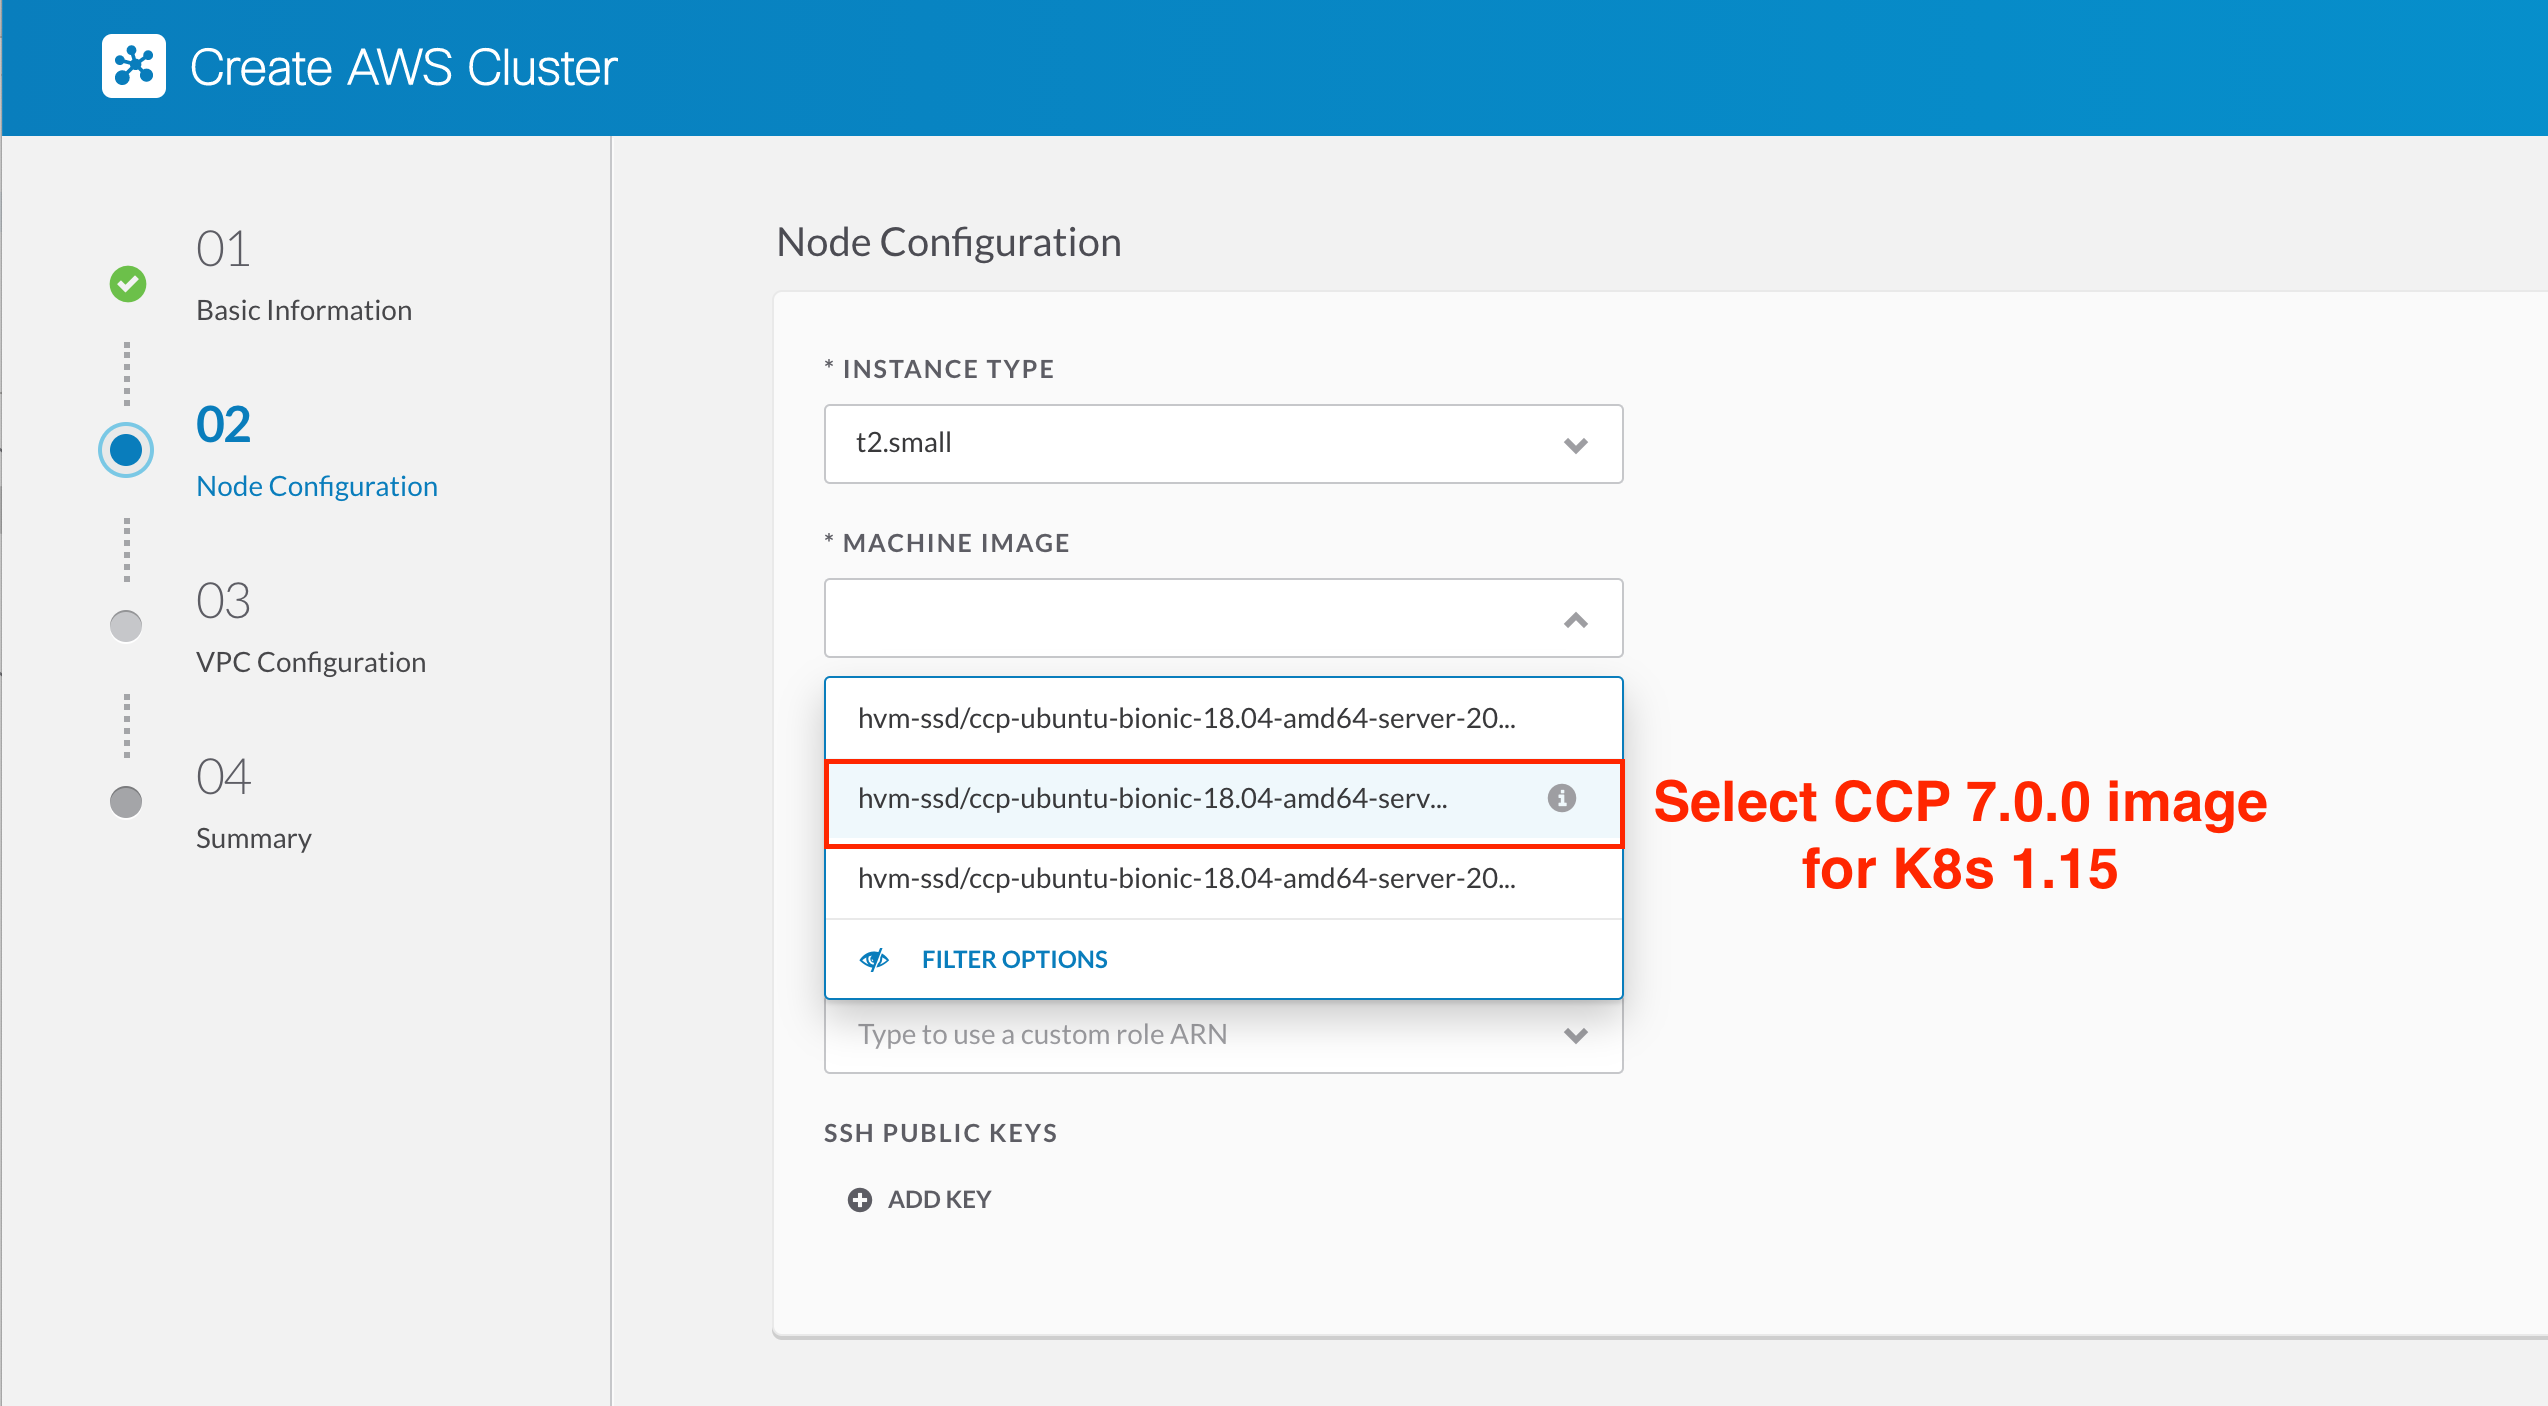 Create AWS Cluster
01
Basic Information
02
Node Configuration
03
VPC Configuration
04
Summary
Node Configuration
* INSTANCE TYPE
t2.small
* MACHINE IMAGE
hvm-ssd/ccp-ubuntu-bionic-18.04-amd64-server-20...
hvm-ssd/ccp-ubuntu-bionic-18.04-amd64-serv...
hvm-ssd/ccp-ubuntu-bionic-18.04-amd64-server-20...
FILTER OPTIONS
Select CCP 7.0.0 image
for K8s 1.15
Type to use a custom role ARN
SSH PUBLIC KEYS
ADD KEY